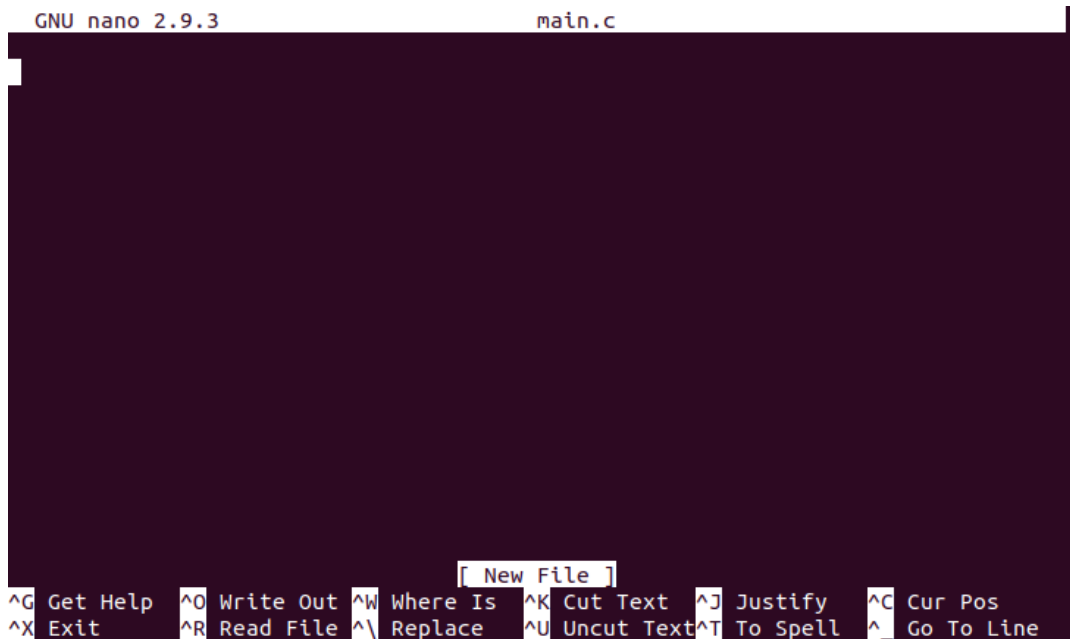 GNU nano 2.9.3 main.c
[ New File ]
^G Get Help ^O Write Out ^W Where Is ^K Cut Text ^J Justify ^C Cur Pos
^X Exit ^R Read File ^\ Replace ^U Uncut Text^T To Spell ^_ Go To Line